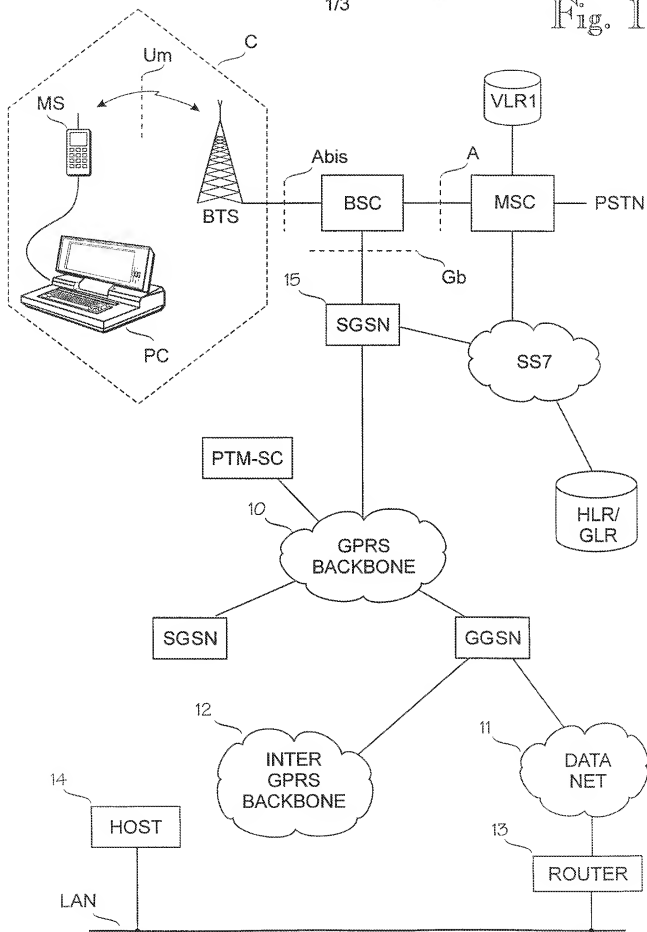 1/3
Fig. 1
C
Um
MS
VLR1
Abis
A
BTS
BSC
MSC
PSTN
Gb
15
SGSN
PC
SS7
PTM-SC
10
GPRS
BACKBONE
HLR/
GLR
SGSN
GGSN
12
INTER
GPRS
BACKBONE
11
DATA
NET
14
HOST
13
ROUTER
LAN